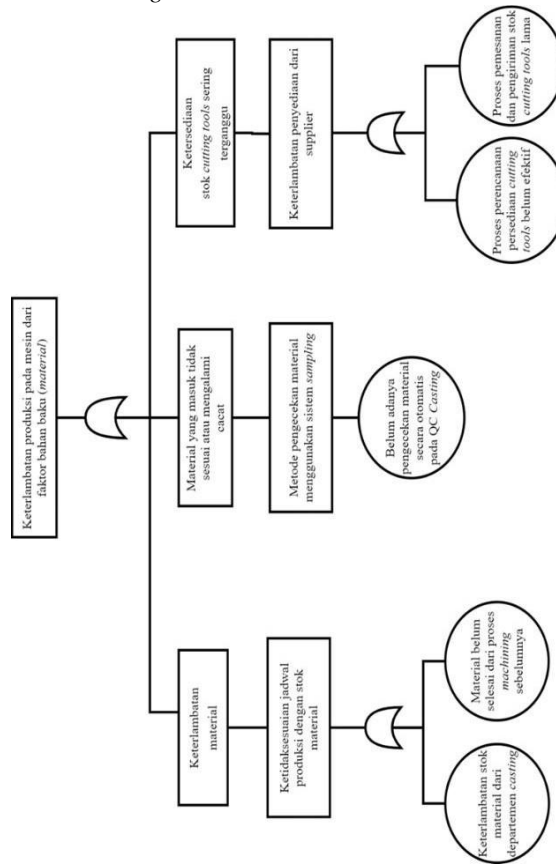 Keterlambatan produksi pada mesin dari
faktor bahan baku (material)
Keterlambatan
material
Material yang masuk tidak
sesuai atau mengalami
cacat
Ketersediaan
stok cutting tools sering
terganggu
Ketidaksesuaian jadwal
produksi dengan stok
material
Metode pengecekan material
menggunakan sistem sampling
Keterlambatan penyediaan dari
supplier
Keterlambatan stok
material dari
departemen casting
Material belum
selesai dari proses
machining
sebelumnya
Belum adanya
pengecekan material
secara otomatis
pada QC Casting
Proses perencanaan
persediaan cutting
tools belum efektif
Proses pemesanan
dan pengiriman stok
cutting tools lama